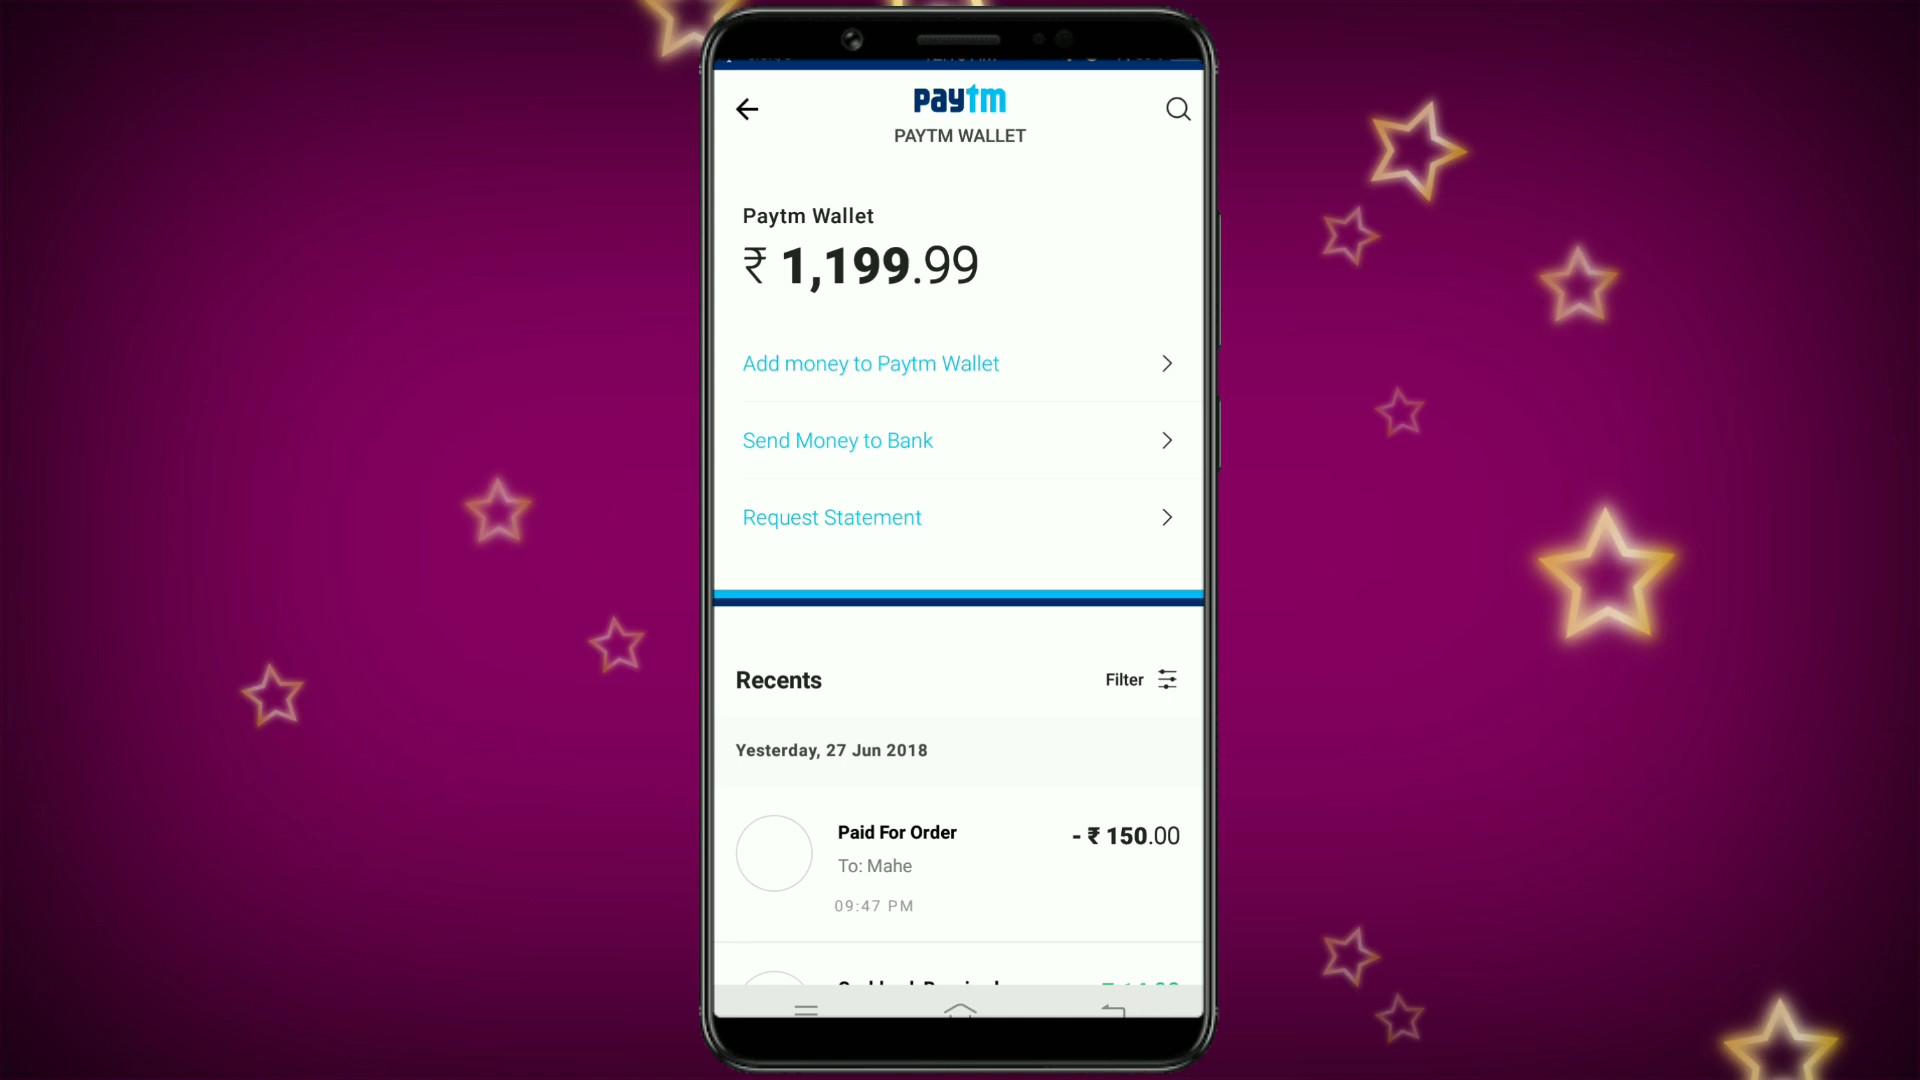 paytm
PAYTM WALLET
Paytm Wallet
₹ 1,199.99
Add money to Paytm Wallet
Send Money to Bank
Request Statement
Recents
Filter
Yesterday, 27 Jun 2018
Paid For Order
- ₹ 150.00
To: Mahe
09:47 PM